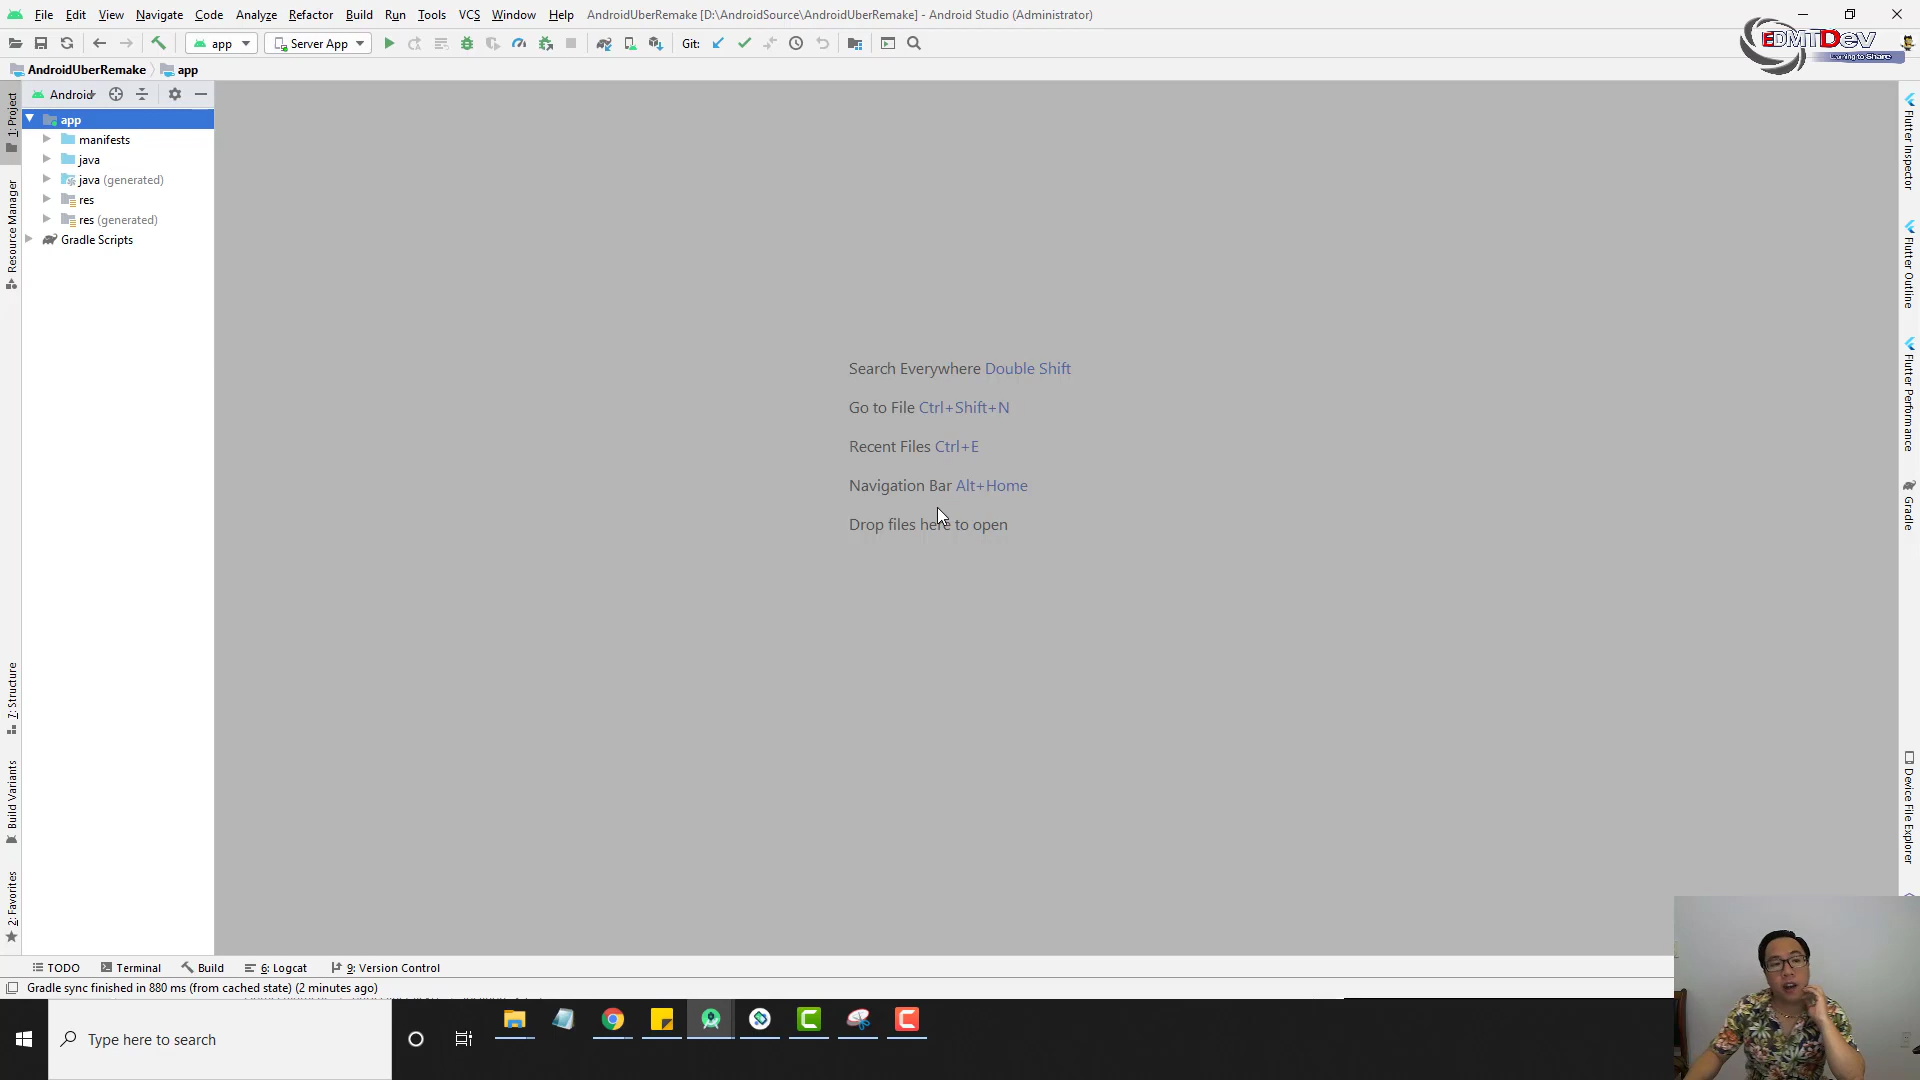 File Edit View Navigate Code Analyze Refactor Build Run Tools VCS Window Help AndroidUberRemake [D:\AndroidSource\AndroidUberRemake] - Android Studio (Administrator)
app Server App Git:
EDMTDev
AndroidUberRemake app
Android
app
manifests
java
java (generated)
res
res (generated)
Gradle Scripts
1: Project
Resource Manager
7: Structure
Build Variants
2: Favorites
Search Everywhere Double Shift
Go to File Ctrl+Shift+N
Recent Files Ctrl+E
Navigation Bar Alt+Home
Drop files here to open
Flutter Inspector
Flutter Outline
Flutter Performance
Gradle
Device File Explorer
TODO Terminal Build 6: Logcat 9: Version Control
Gradle sync finished in 880 ms (from cached state) (2 minutes ago)
Type here to search